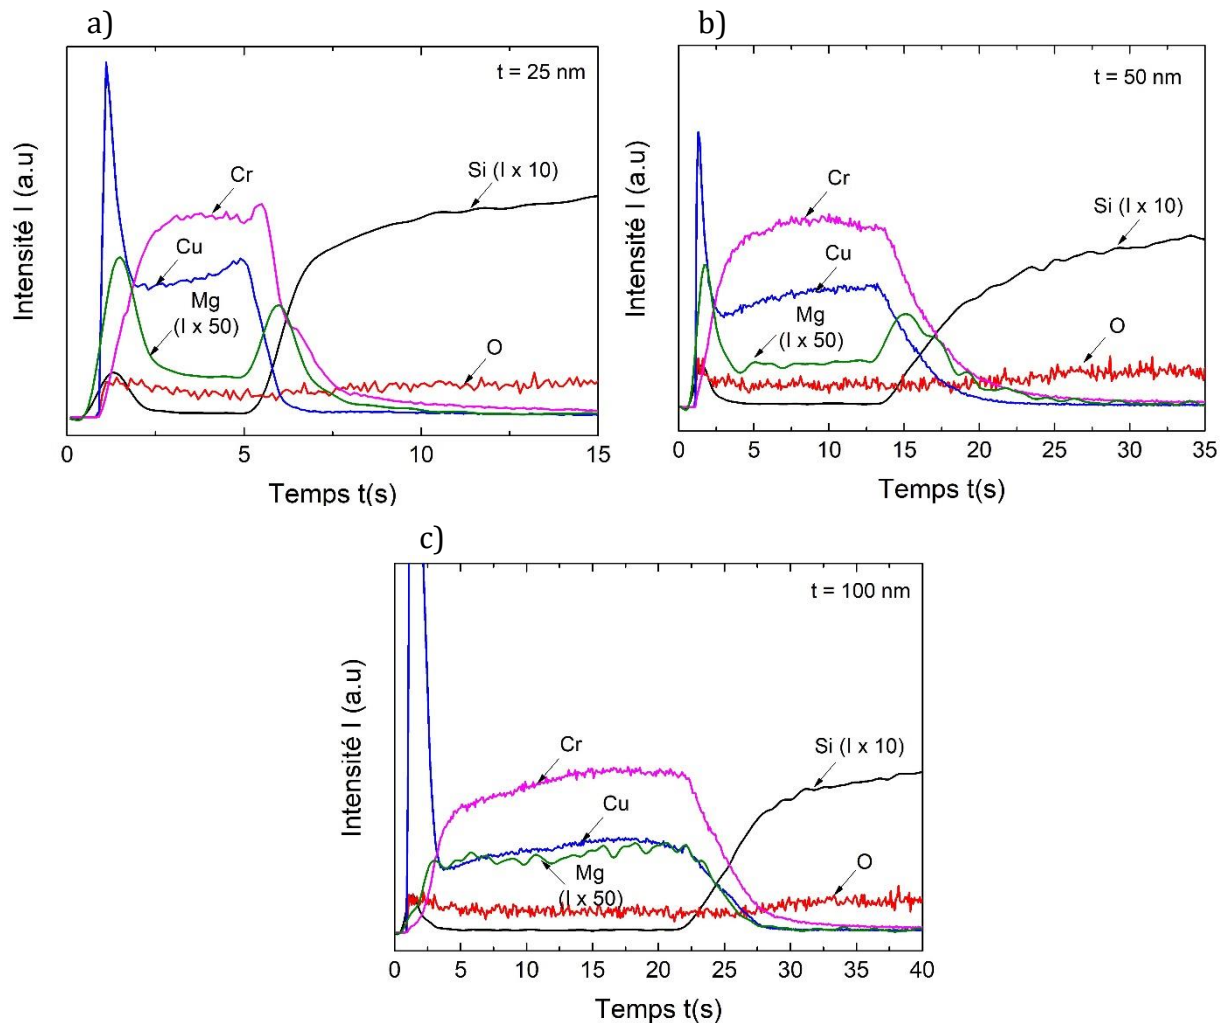 a)
t = 25 nm
Si (I x 10)
Cr
Cu
Mg
(I x 50)
O
Intensité I (a.u)
0 5 10 15
Temps t(s)
b)
t = 50 nm
Cr
Si (I x 10)
Cu
Mg
(I x 50)
O
Intensité I (a.u)
0 5 10 15 20 25 30 35
Temps t(s)
c)
t = 100 nm
Cr
Si (I x 10)
Cu
Mg
(I x 50)
O
Intensité I (a.u)
0 5 10 15 20 25 30 35 40
Temps t(s)